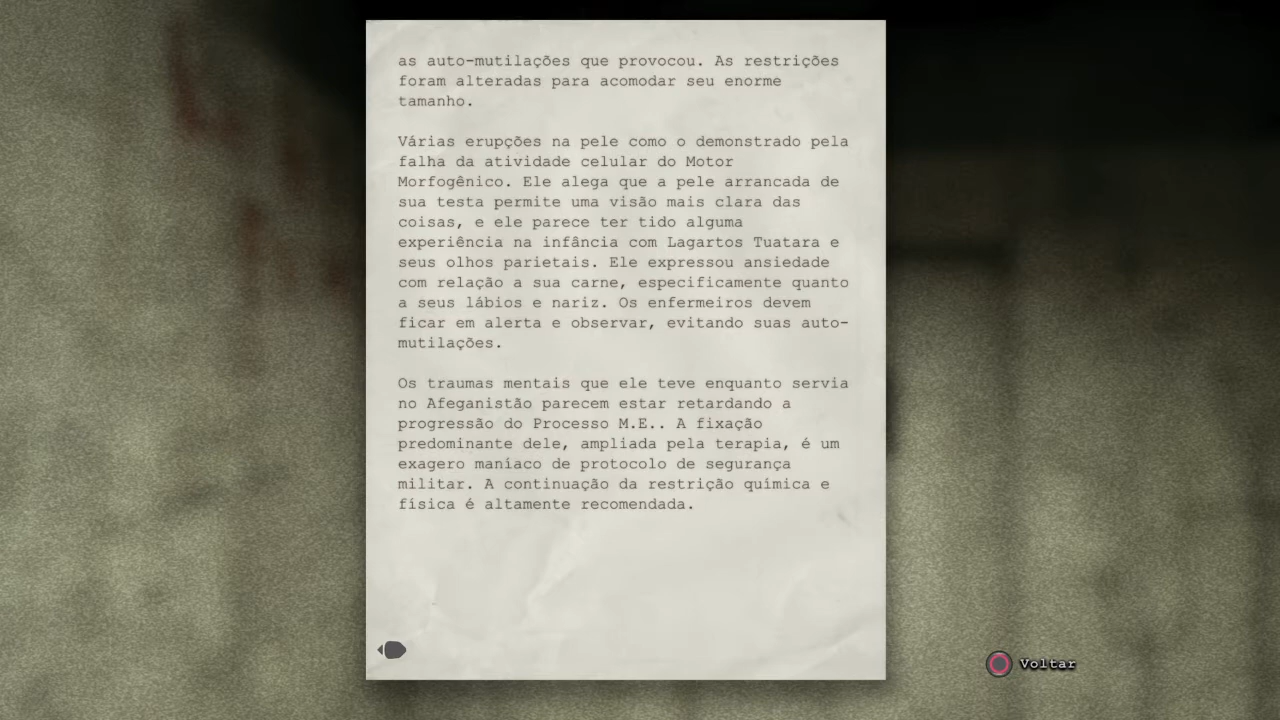 as auto-mutilações que provocou. As restrições
foram alteradas para acomodar seu enorme
tamanho.
Várias erupções na pele como o demonstrado pela
falha da atividade celular do Motor
Morfogênico. Ele alega que a pele arrancada de
sua testa permite uma visão mais clara das
coisas, e ele parece ter tido alguma
experiência na infância com Lagartos Tuatara e
seus olhos parietais. Ele expressou ansiedade
com relação a sua carne, especificamente quanto
a seus lábios e nariz. Os enfermeiros devem
ficar em alerta e observar, evitando suas auto-
mutilações.
Os traumas mentais que ele teve enquanto servia
no Afeganistão parecem estar retardando a
progressão do Processo M.E.. A fixação
predominante dele, ampliada pela terapia, é um
exagero maníaco de protocolo de segurança
militar. A continuação da restrição química e
física é altamente recomendada.
Voltar